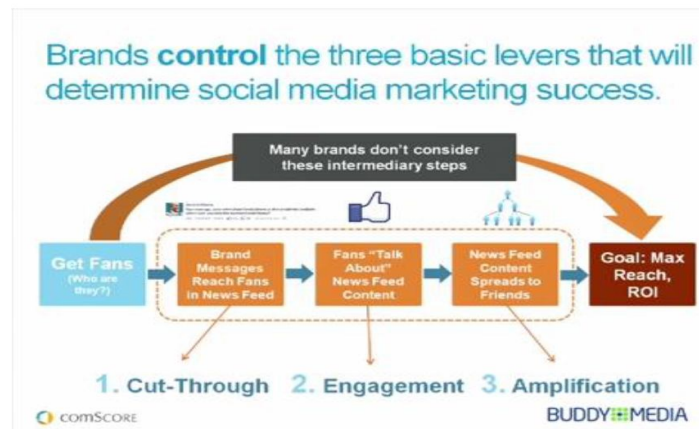 Brands control the three basic levers that will
determine social media marketing success.
Many brands don't consider
these intermediary steps
Get Fans
(Who are
they?)
Brand
Messages
Reach Fans
in News Feed
Fans "Talk
About"
News Feed
Content
News Feed
Content
Spreads to
Friends
Goal: Max
Reach,
ROI
1. Cut-Through
2. Engagement
3. Amplification
comScore
BUDDY MEDIA